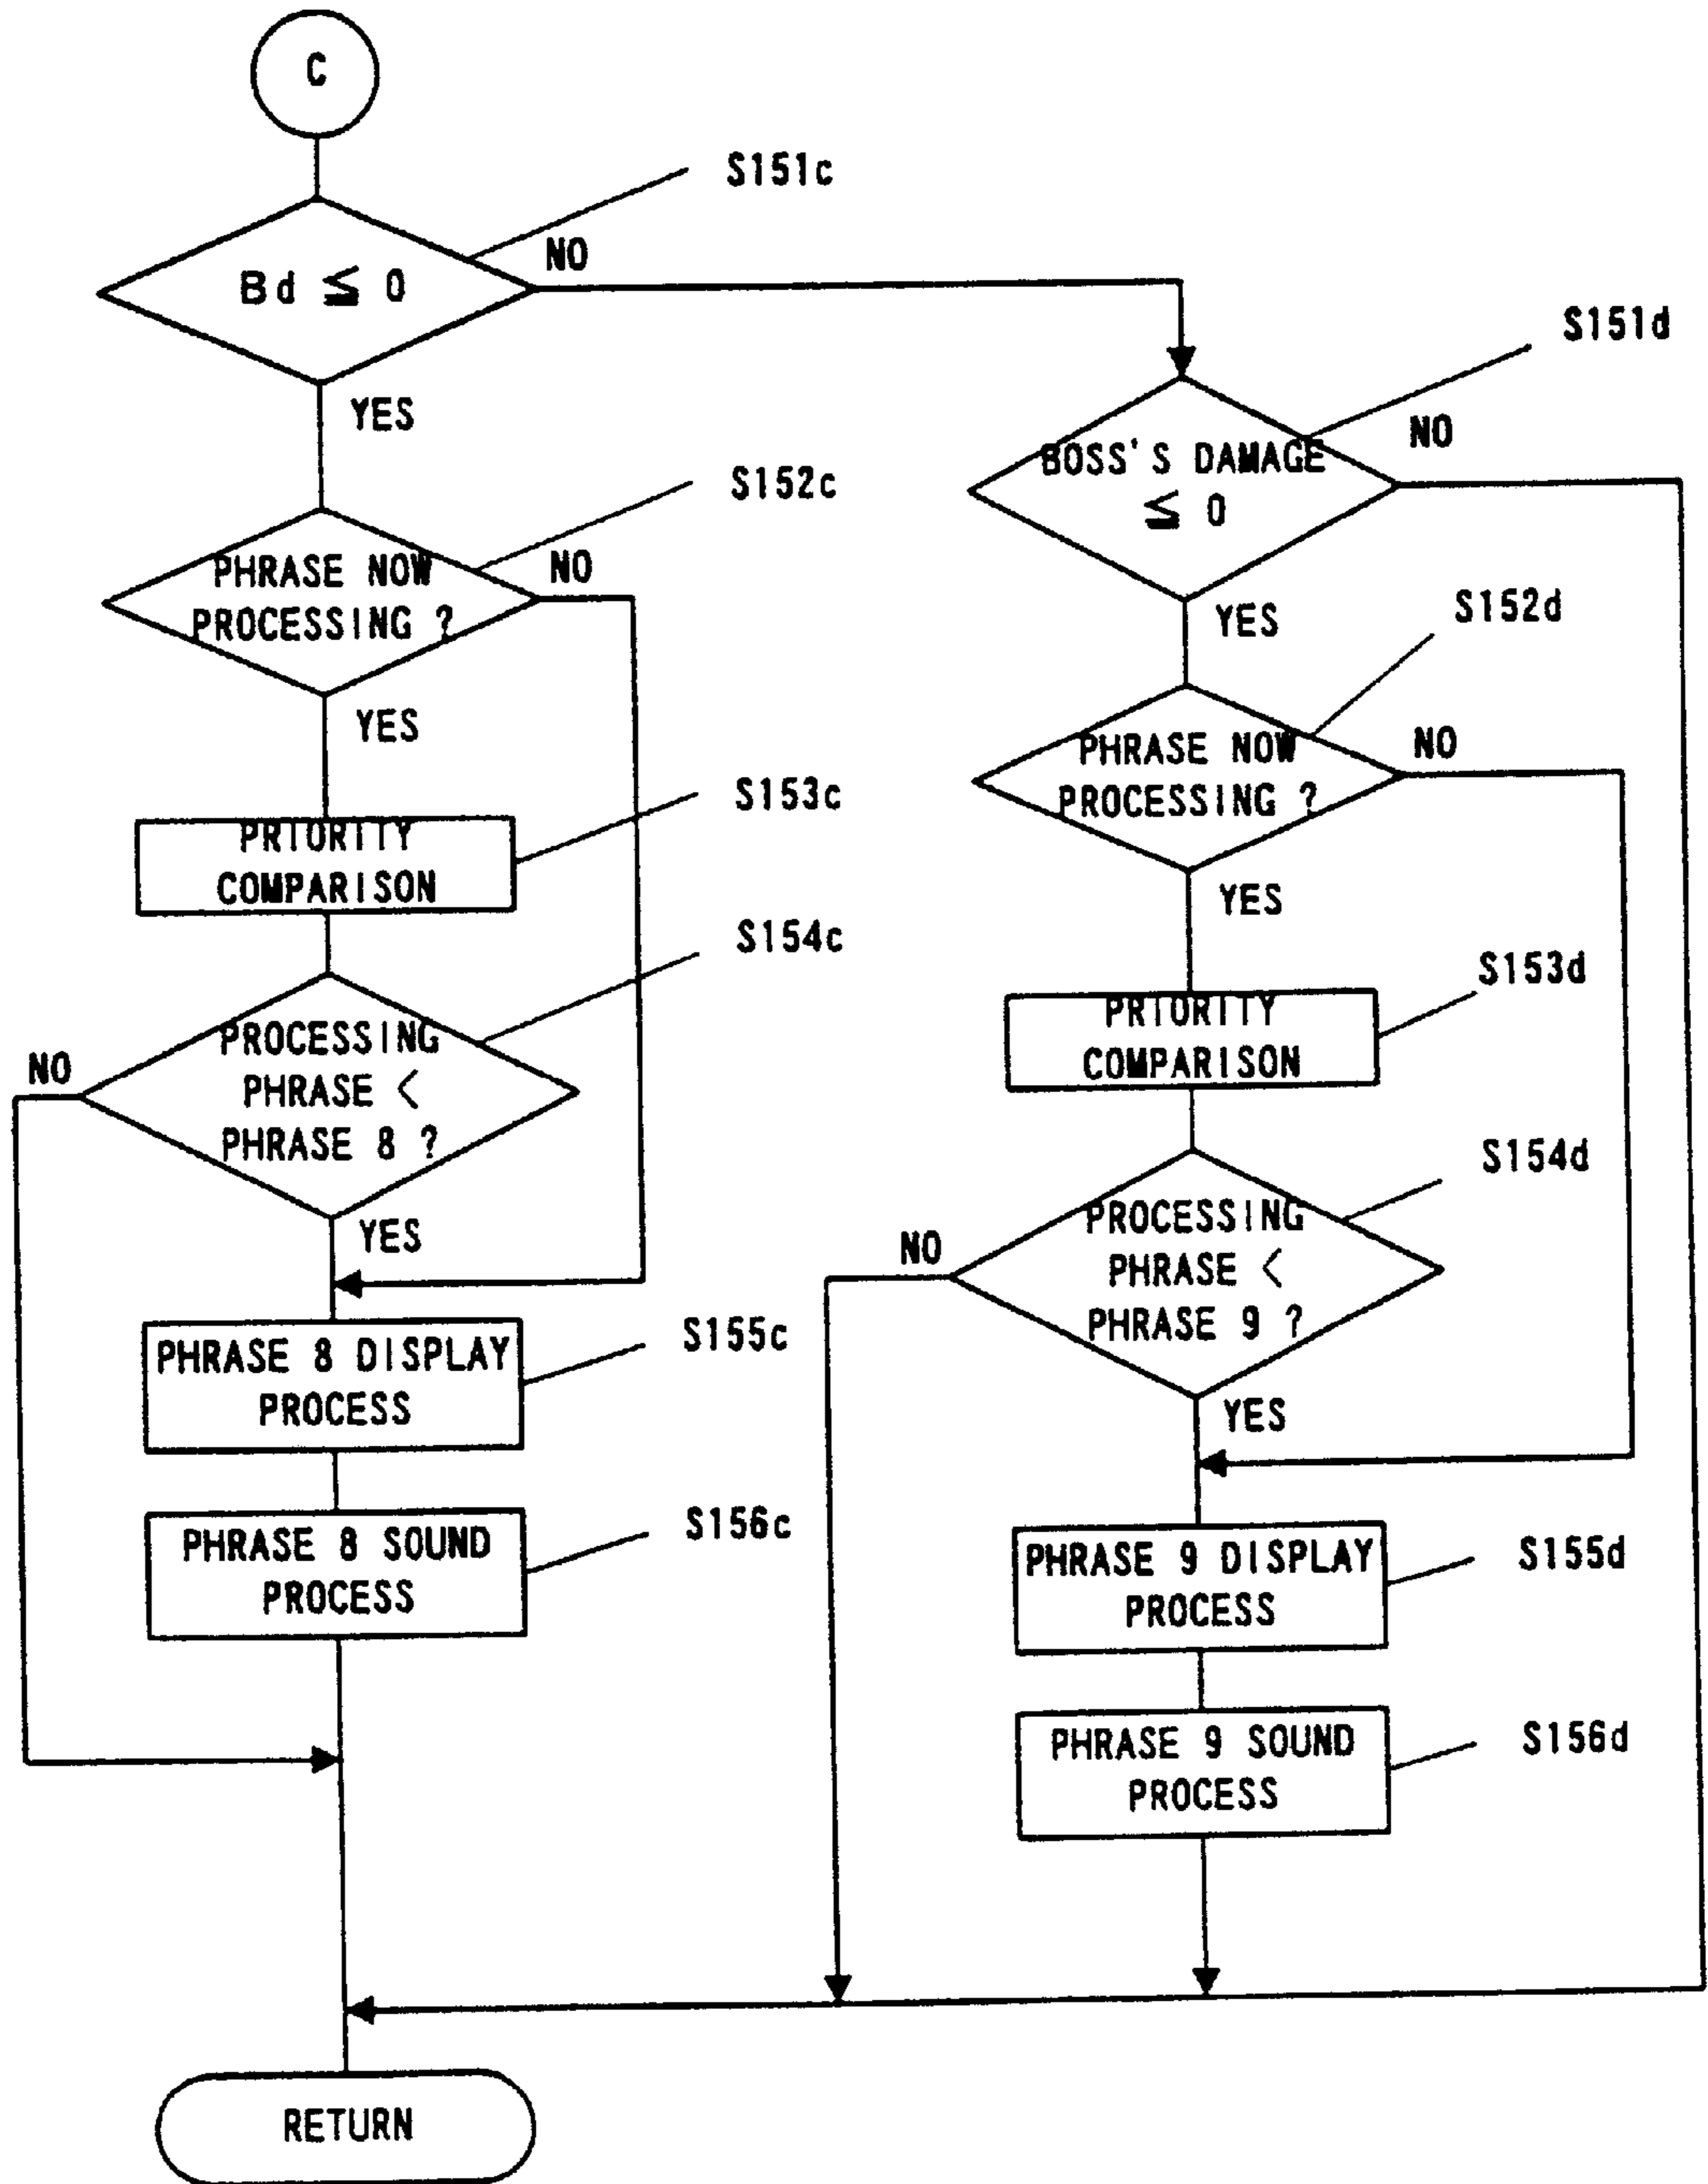 C
S151c
Bd ≦ 0
NO
YES
S152c
PHRASE NOW
PROCESSING ?
NO
YES
S153c
PRIORITY
COMPARISON
S154c
PROCESSING
PHRASE <
PHRASE 8 ?
NO
YES
S155c
PHRASE 8 DISPLAY
PROCESS
S156c
PHRASE 8 SOUND
PROCESS
S151d
BOSS'S DAMAGE
≦ 0
NO
YES
S152d
PHRASE NOW
PROCESSING ?
NO
YES
S153d
PRIORITY
COMPARISON
S154d
PROCESSING
PHRASE <
PHRASE 9 ?
NO
YES
S155d
PHRASE 9 DISPLAY
PROCESS
S156d
PHRASE 9 SOUND
PROCESS
RETURN